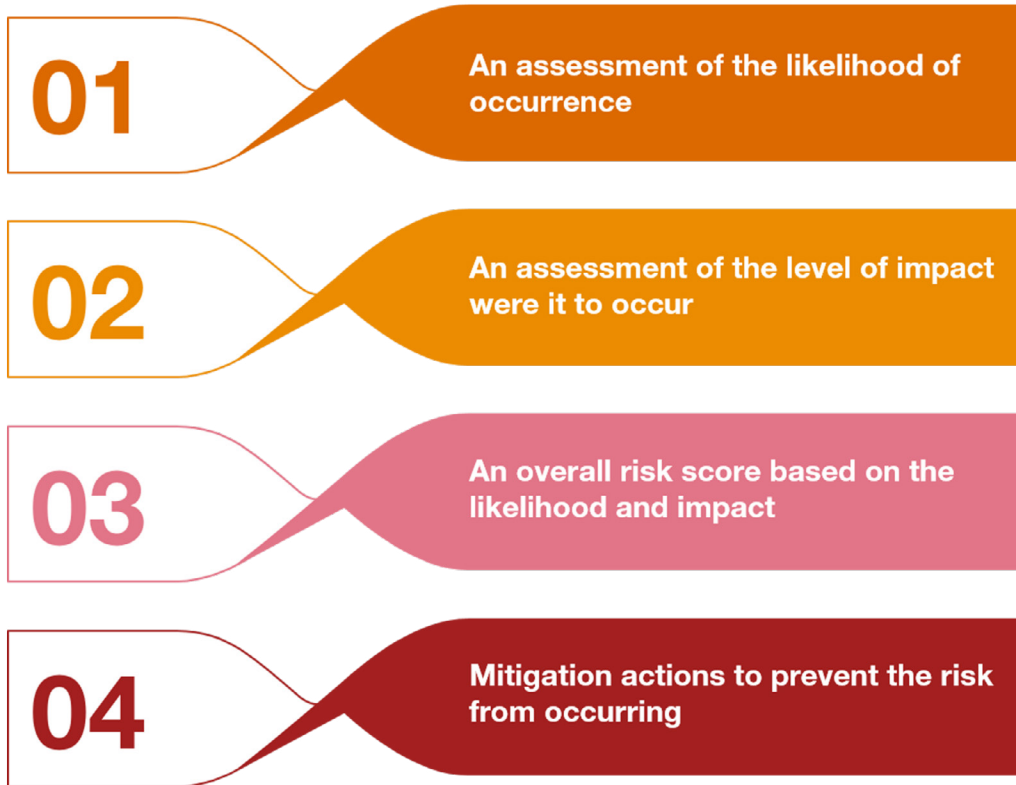 01
An assessment of the likelihood of
occurrence
02
An assessment of the level of impact
were it to occur
03
An overall risk score based on the
likelihood and impact
04
Mitigation actions to prevent the risk
from occurring